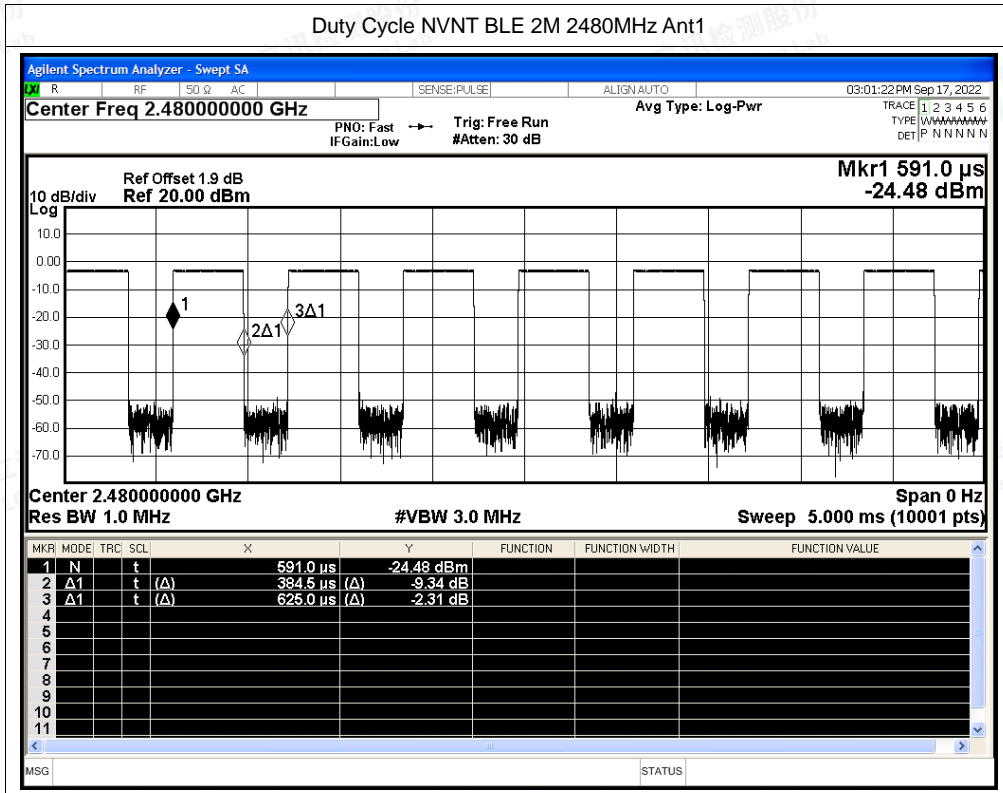 Duty Cycle NVNT BLE 2M 2480MHz Ant1
Agilent Spectrum Analyzer - Swept SA
LXI R RF 50 Ω AC SENSE:PULSE ALIGN AUTO 03:01:22 PM Sep 17, 2022
Center Freq 2.480000000 GHz Avg Type: Log-Pwr TRACE 1 2 3 4 5 6
PNO: Fast Trig: Free Run TYPE
IFGain:Low #Atten: 30 dB DET P N N N N N
Mkr1 591.0 µs
Ref Offset 1.9 dB
10 dB/div Ref 20.00 dBm -24.48 dBm
Log
10.0
0.00
-10.0
-20.0
-30.0
-40.0
-50.0
-60.0
-70.0
1
2Δ1
3Δ1
Center 2.480000000 GHz Span 0 Hz
Res BW 1.0 MHz #VBW 3.0 MHz Sweep 5.000 ms (10001 pts)
MKR MODE TRC SCL X Y FUNCTION FUNCTION WIDTH FUNCTION VALUE
1 N t 591.0 µs -24.48 dBm
2 Δ1 t (Δ) 384.5 µs (Δ) -9.34 dB
3 Δ1 t (Δ) 625.0 µs (Δ) -2.31 dB
4
5
6
7
8
9
10
11
MSG STATUS